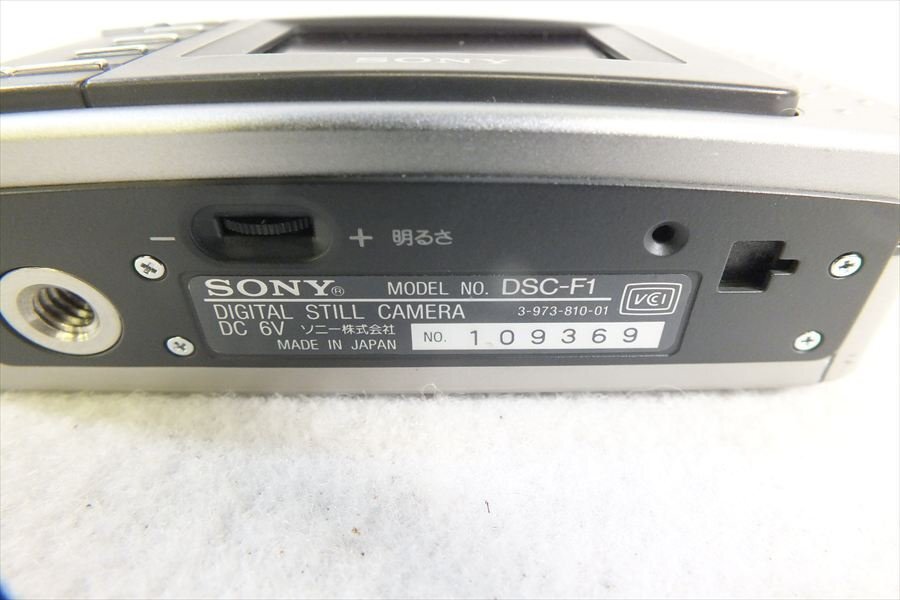 SONY
− + 明るさ
SONY® MODEL NO. DSC-F1
DIGITAL STILL CAMERA 3-973-810-01
DC 6V ソニー株式会社
MADE IN JAPAN NO. 109369
VCI